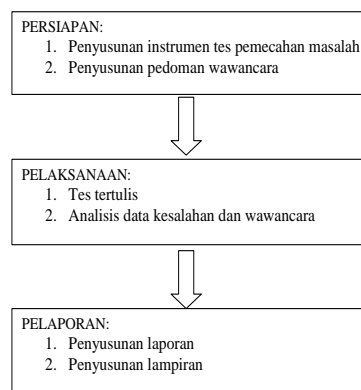 PERSIAPAN:
1. Penyusunan instrumen tes pemecahan masalah
2. Penyusunan pedoman wawancara
PELAKSANAAN:
1. Tes tertulis
2. Analisis data kesalahan dan wawancara
PELAPORAN:
1. Penyusunan laporan
2. Penyusunan lampiran